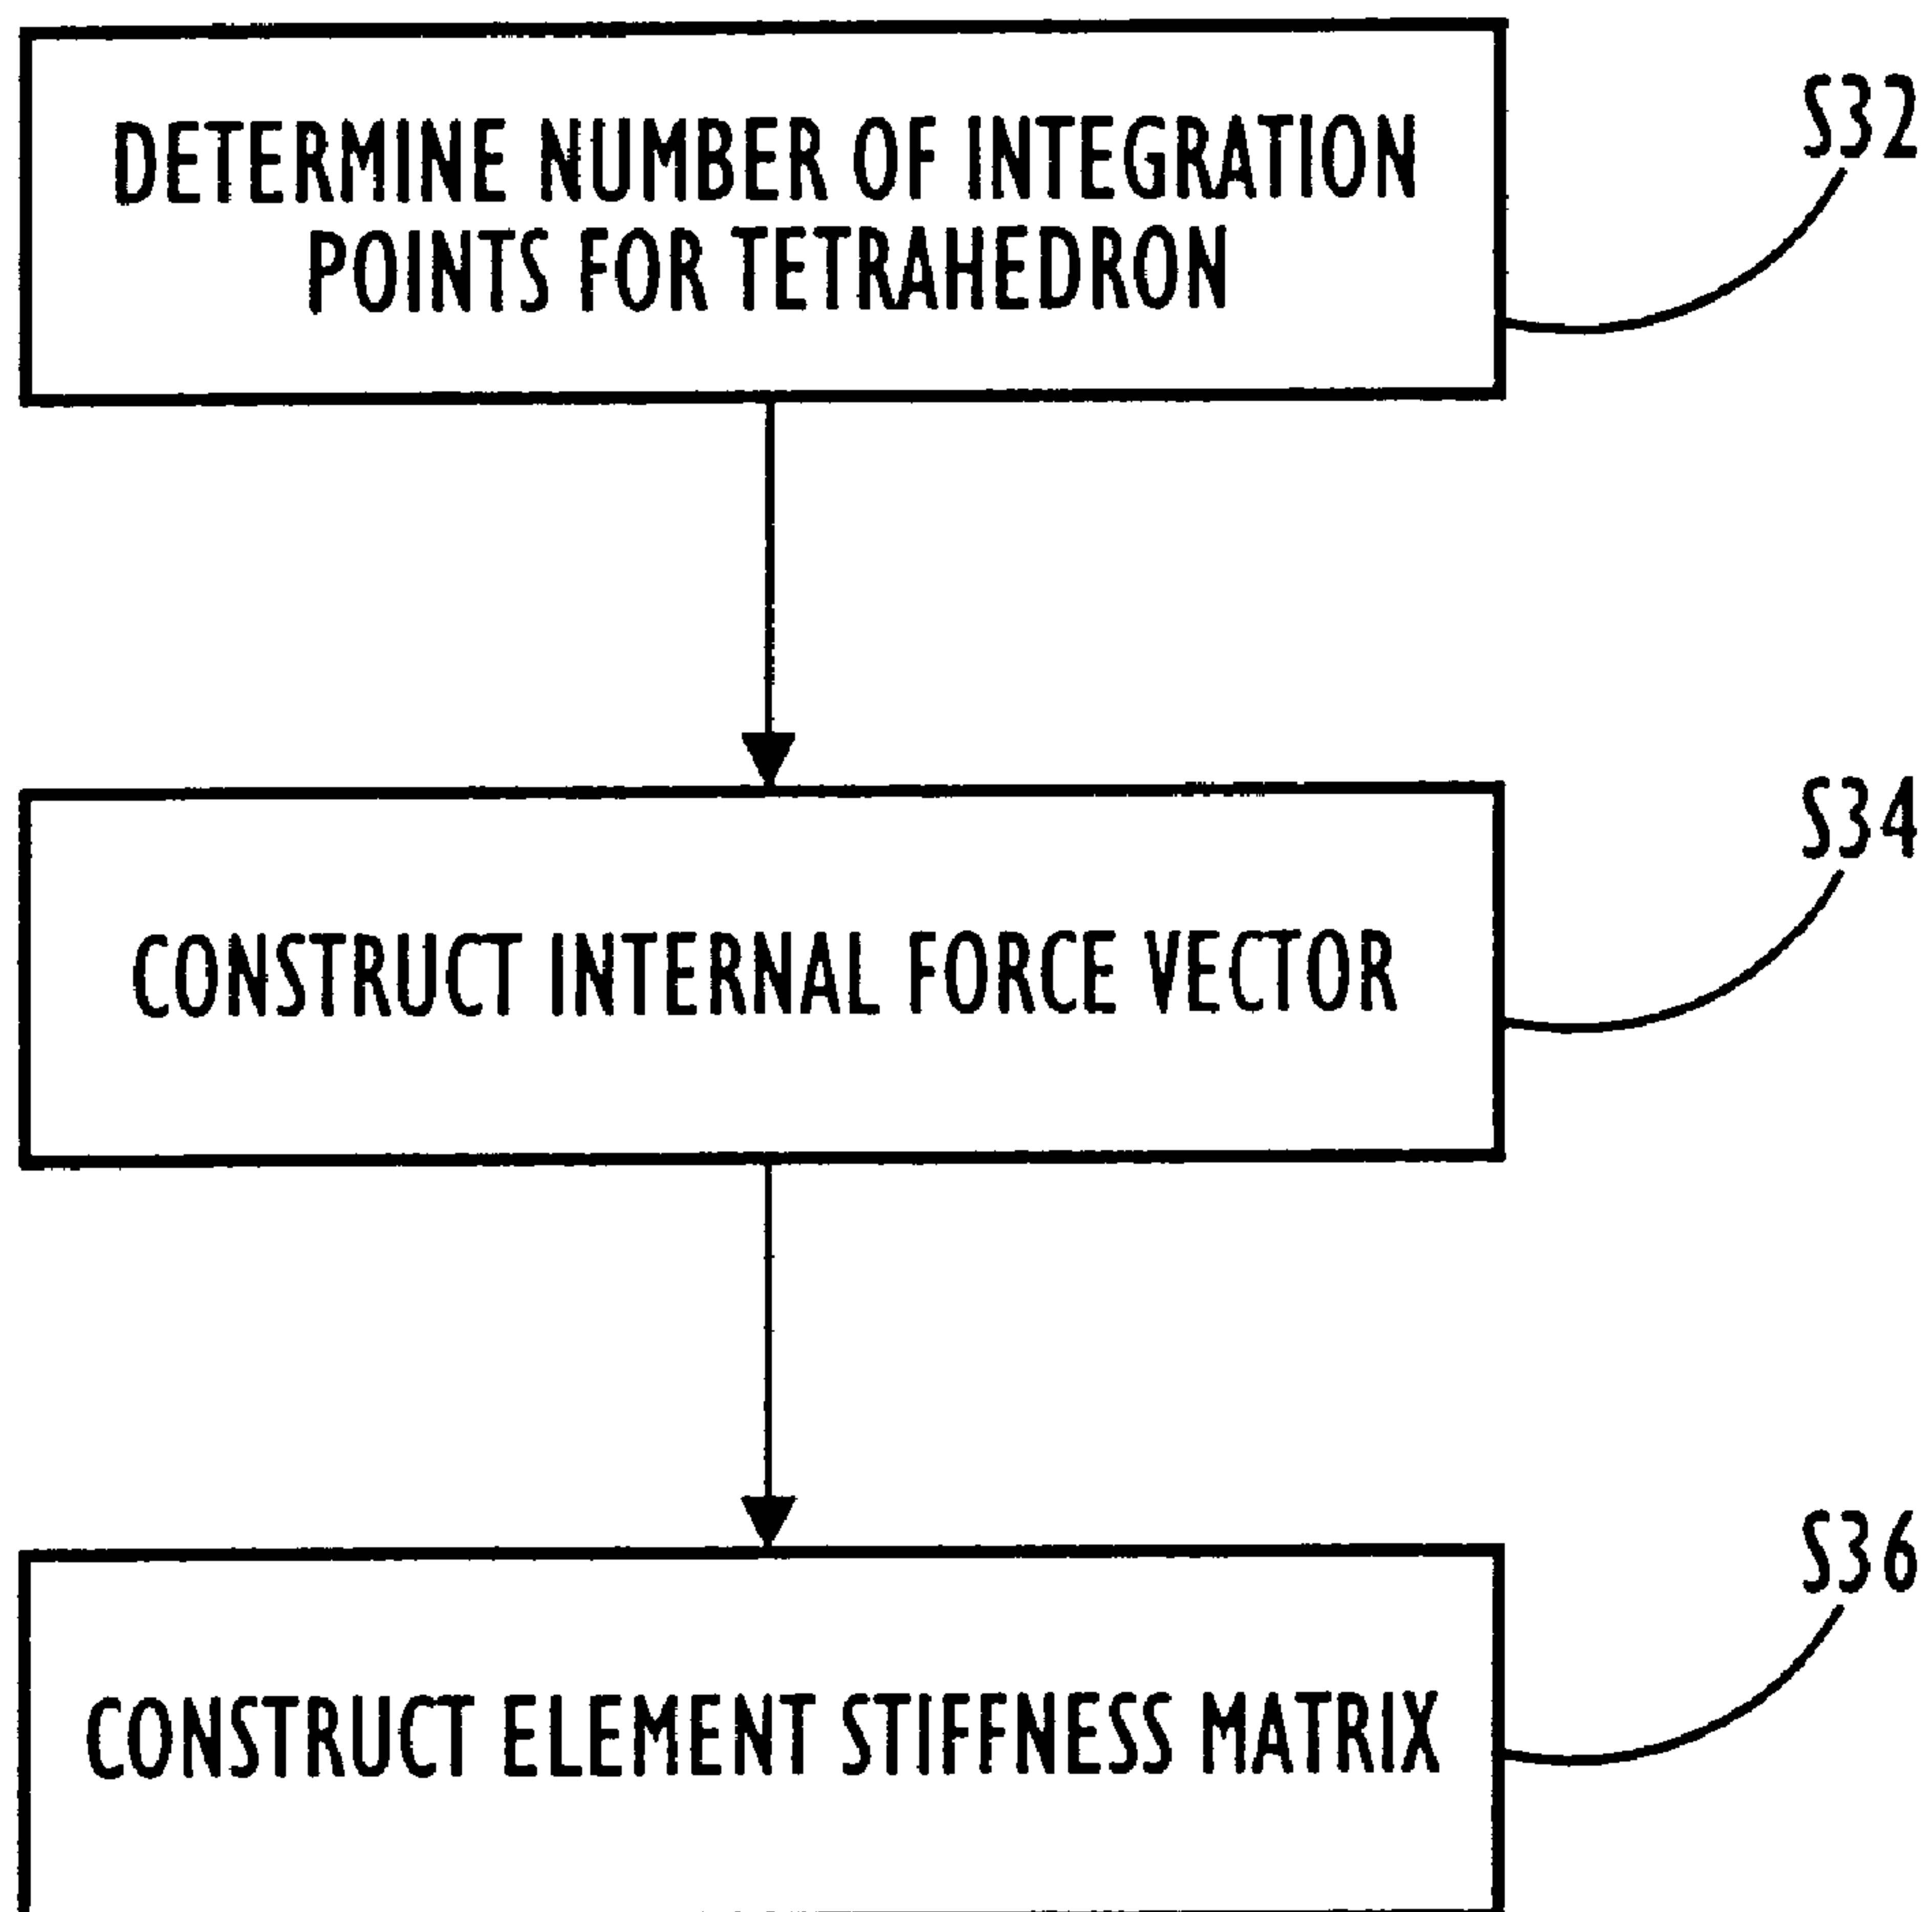 DETERMINE NUMBER OF INTEGRATION
POINTS FOR TETRAHEDRON
S32
CONSTRUCT INTERNAL FORCE VECTOR
S34
CONSTRUCT ELEMENT STIFFNESS MATRIX
S36